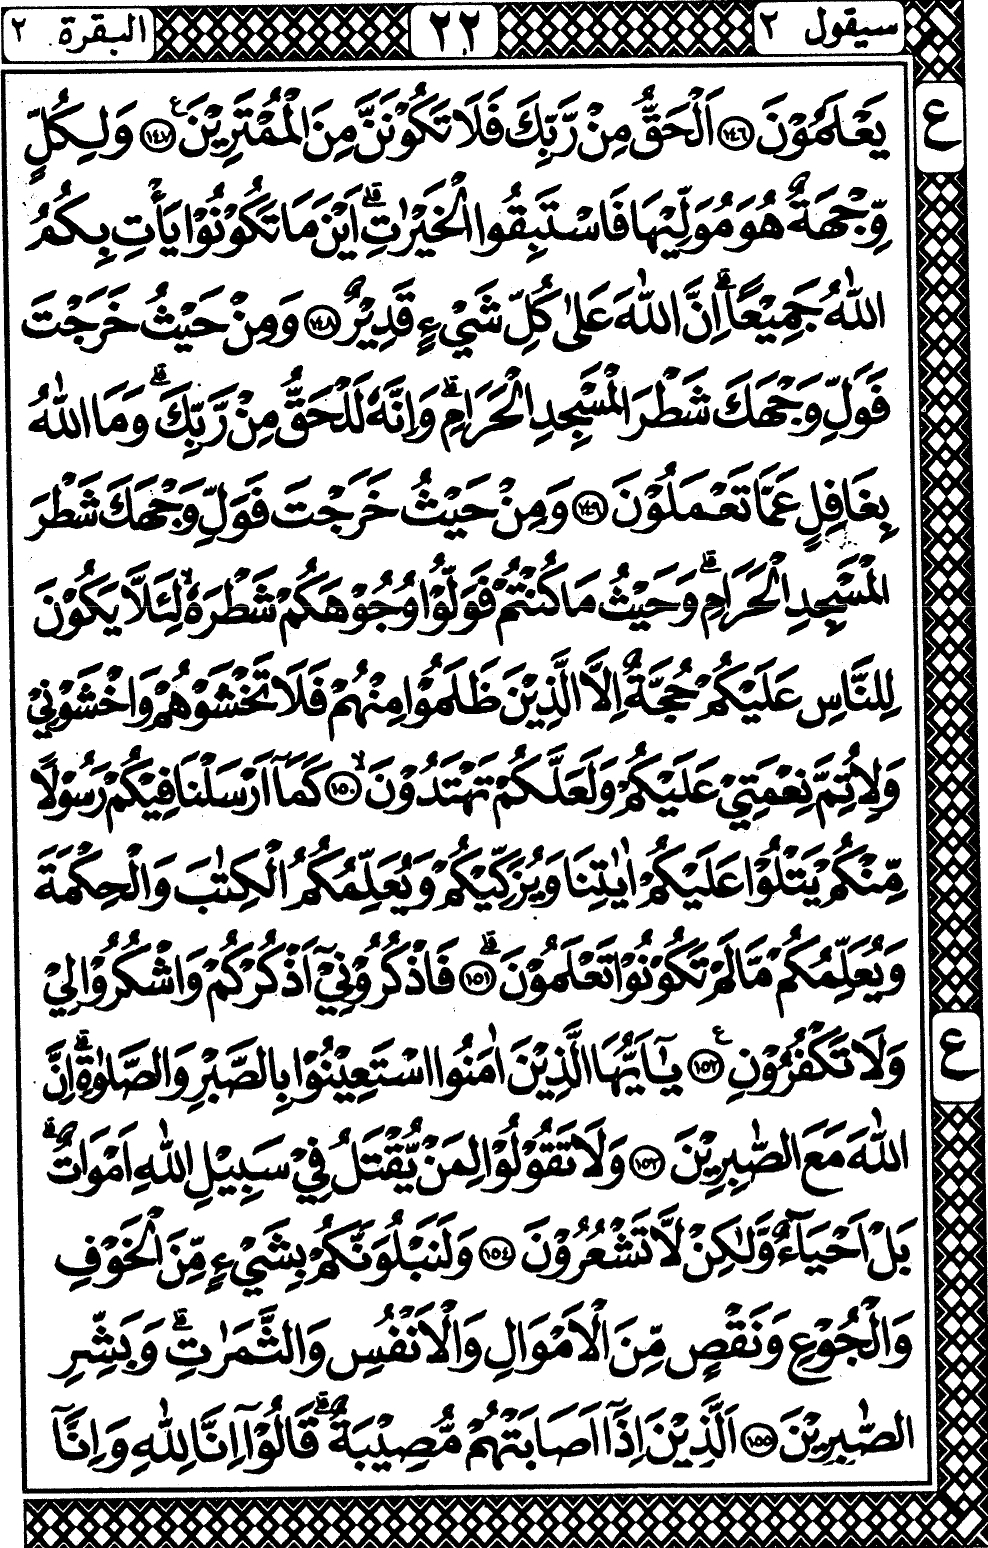 سيقول ٢ ٢٢ البقرة ٢
ع
يَعْلَمُوْنَ ﴿١٤٦﴾ اَلْحَقُّ مِنْ رَّبِّكَ فَلَا تَكُوْنَنَّ مِنَ الْمُمْتَرِيْنَ ﴿١٤٧﴾ ع وَلِكُلٍّ
وِّجْهَةٌ هُوَ مُوَلِّيْهَا فَاسْتَبِقُوا الْخَيْرٰتِ ؕ اَيْنَ مَا تَكُوْنُوْا يَأْتِ بِكُمُ
اللّٰهُ جَمِيْعًا ؕ اِنَّ اللّٰهَ عَلٰى كُلِّ شَيْءٍ قَدِيْرٌ ﴿١٤٨﴾ وَمِنْ حَيْثُ خَرَجْتَ
فَوَلِّ وَجْهَكَ شَطْرَ الْمَسْجِدِ الْحَرَامِ ؕ وَاِنَّهٗ لَلْحَقُّ مِنْ رَّبِّكَ ؕ وَمَا اللّٰهُ
بِغَافِلٍ عَمَّا تَعْمَلُوْنَ ﴿١٤٩﴾ وَمِنْ حَيْثُ خَرَجْتَ فَوَلِّ وَجْهَكَ شَطْرَ
الْمَسْجِدِ الْحَرَامِ ؕ وَحَيْثُ مَا كُنْتُمْ فَوَلُّوْا وُجُوْهَكُمْ شَطْرَهٗ ۙ لِئَلَّا يَكُوْنَ
لِلنَّاسِ عَلَيْكُمْ حُجَّةٌ اِلَّا الَّذِيْنَ ظَلَمُوْا مِنْهُمْ فَلَا تَخْشَوْهُمْ وَاخْشَوْنِيْ
وَلِاُتِمَّ نِعْمَتِيْ عَلَيْكُمْ وَلَعَلَّكُمْ تَهْتَدُوْنَ ﴿١٥٠﴾ ۙ كَمَآ اَرْسَلْنَا فِيْكُمْ رَسُوْلًا
مِّنْكُمْ يَتْلُوْا عَلَيْكُمْ اٰيٰتِنَا وَيُزَكِّيْكُمْ وَيُعَلِّمُكُمُ الْكِتٰبَ وَالْحِكْمَةَ
وَيُعَلِّمُكُمْ مَّا لَمْ تَكُوْنُوْا تَعْلَمُوْنَ ﴿١٥١﴾ ؕ فَاذْكُرُوْنِيْٓ اَذْكُرْكُمْ وَاشْكُرُوْا لِيْ
وَلَا تَكْفُرُوْنِ ﴿١٥٢﴾ ع يٰٓاَيُّهَا الَّذِيْنَ اٰمَنُوا اسْتَعِيْنُوْا بِالصَّبْرِ وَالصَّلٰوةِ ؕ اِنَّ
ع
اللّٰهَ مَعَ الصّٰبِرِيْنَ ﴿١٥٣﴾ وَلَا تَقُوْلُوْا لِمَنْ يُّقْتَلُ فِيْ سَبِيْلِ اللّٰهِ اَمْوَاتٌ ؕ
بَلْ اَحْيَآءٌ وَّلٰكِنْ لَّا تَشْعُرُوْنَ ﴿١٥٤﴾ وَلَنَبْلُوَنَّكُمْ بِشَيْءٍ مِّنَ الْخَوْفِ
وَالْجُوْعِ وَنَقْصٍ مِّنَ الْاَمْوَالِ وَالْاَنْفُسِ وَالثَّمَرٰتِ ؕ وَبَشِّرِ
الصّٰبِرِيْنَ ﴿١٥٥﴾ اَلَّذِيْنَ اِذَآ اَصَابَتْهُمْ مُّصِيْبَةٌ ؕ قَالُوْٓا اِنَّا لِلّٰهِ وَاِنَّآ